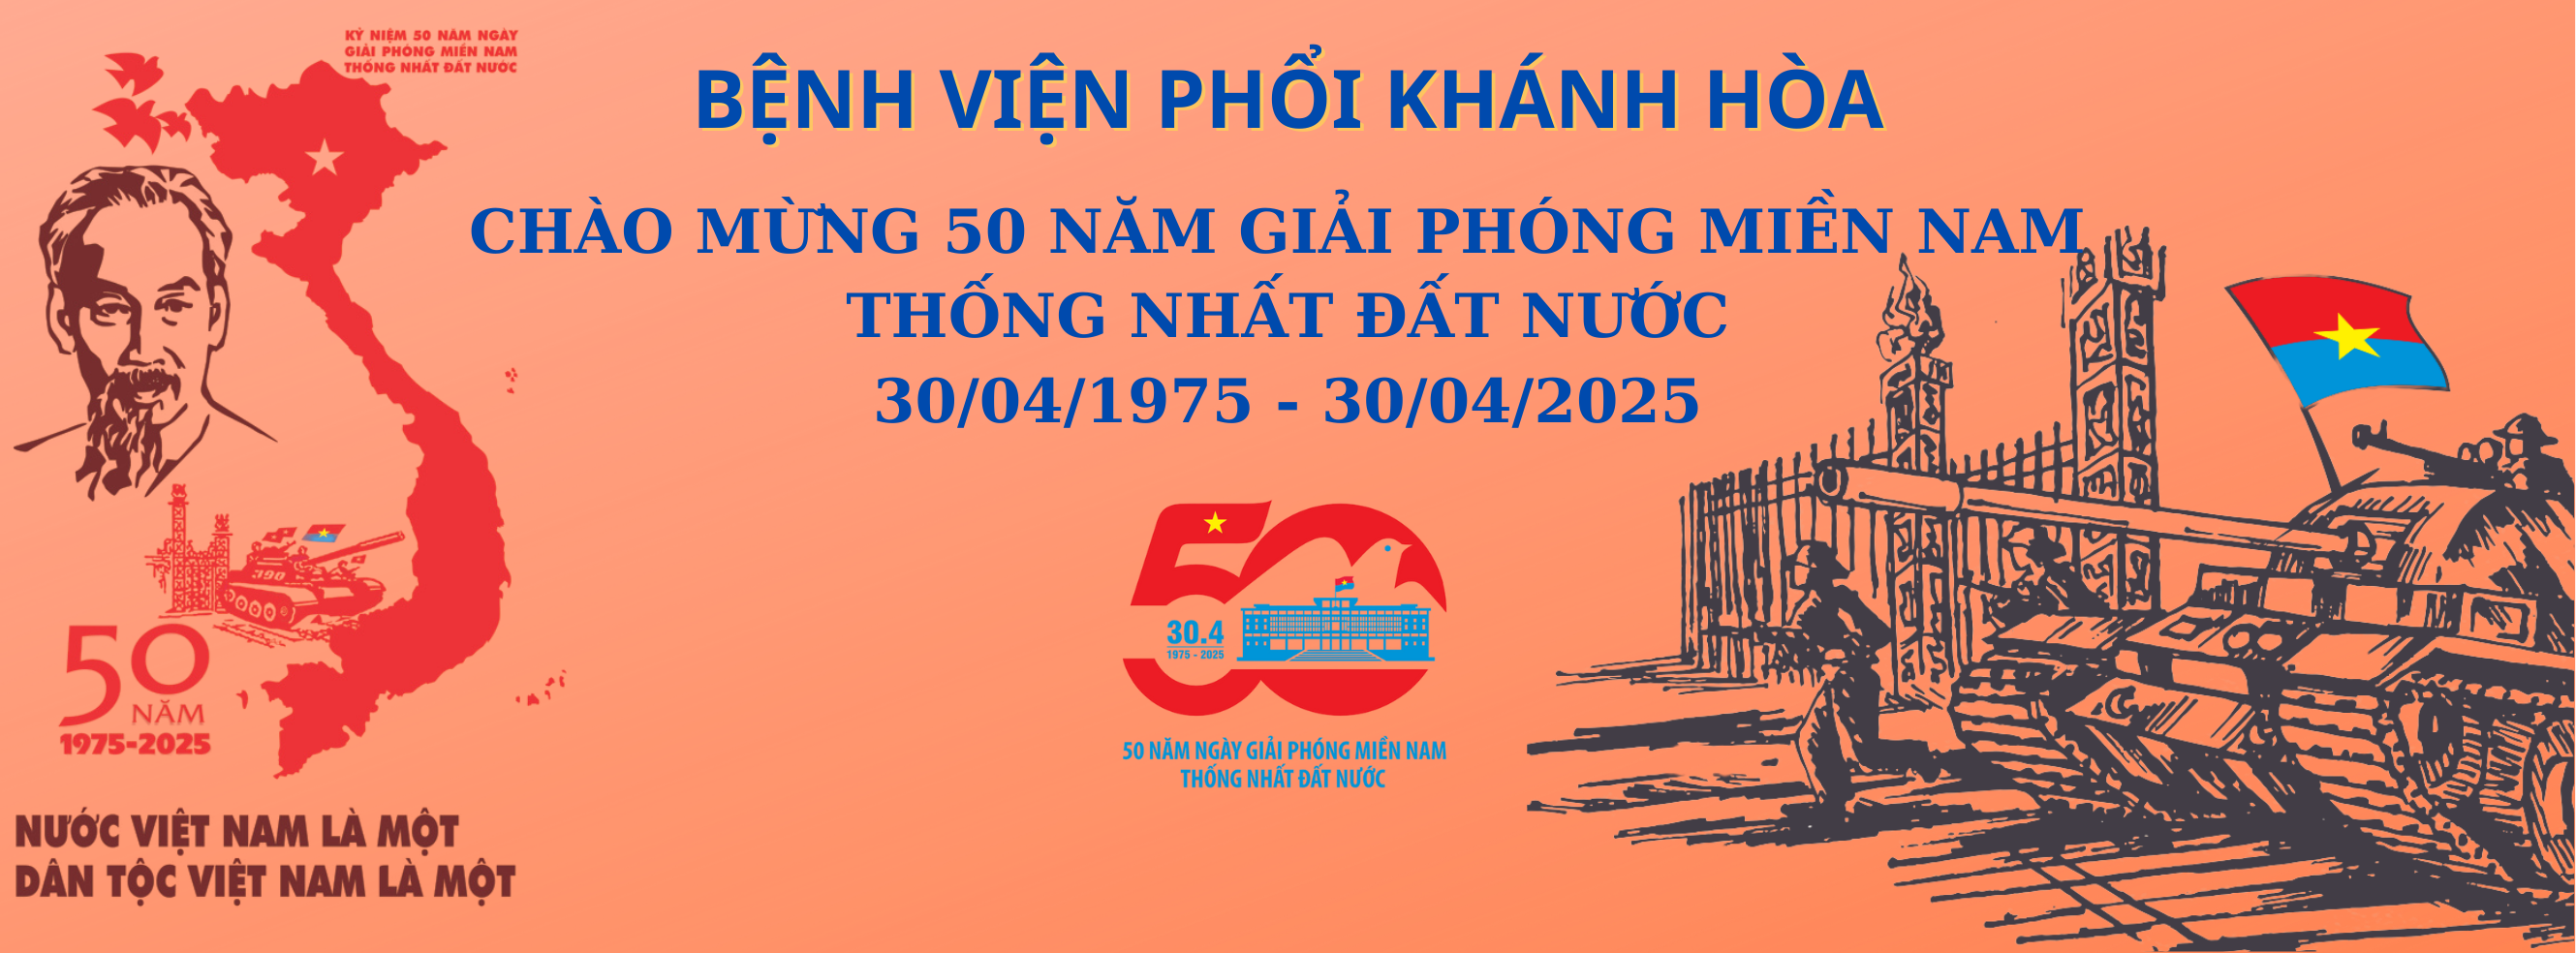 KỶ NIỆM 50 NĂM NGÀY
GIẢI PHÓNG MIỀN NAM
THỐNG NHẤT ĐẤT NƯỚC
BỆNH VIỆN PHỔI KHÁNH HÒA
CHÀO MỪNG 50 NĂM GIẢI PHÓNG MIỀN NAM
THỐNG NHẤT ĐẤT NƯỚC
30/04/1975 - 30/04/2025
390
50
NĂM
1975-2025
NƯỚC VIỆT NAM LÀ MỘT
DÂN TỘC VIỆT NAM LÀ MỘT
50
30.4
1975 - 2025
50 NĂM NGÀY GIẢI PHÓNG MIỀN NAM
THỐNG NHẤT ĐẤT NƯỚC